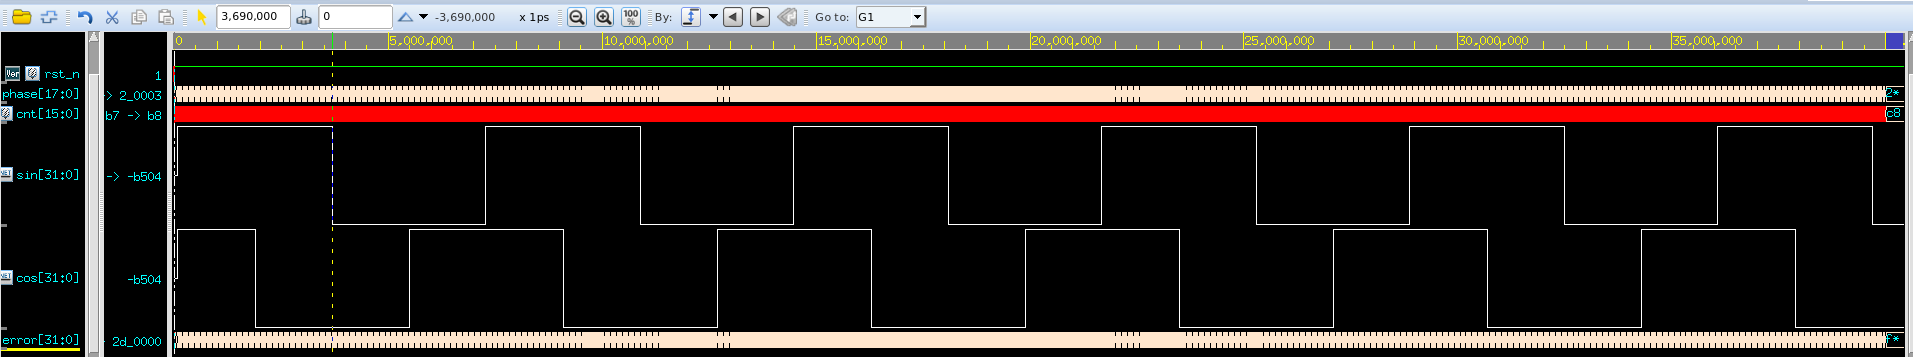 3,690,000 0 -3,690,000 x 1ps 100 % By: Go to: G1
0 5,000,000 10,000,000 15,000,000 20,000,000 25,000,000 30,000,000 35,000,000
rst_n 1
phase[17:0] > 2_0003 2*
cnt[15:0] b7 -> b8 c8
sin[31:0] -> -b504
cos[31:0] -b504
error[31:0] 2d_0000